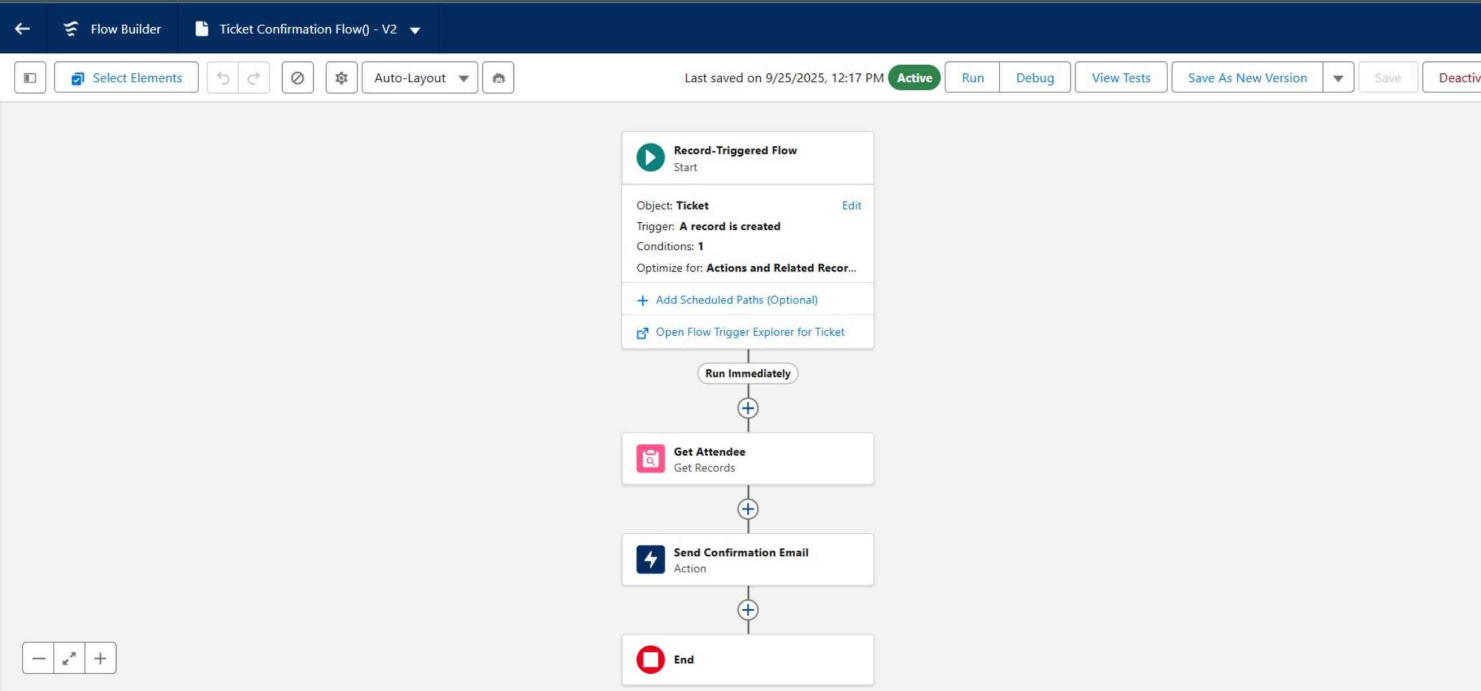 Flow Builder
Ticket Confirmation Flow() - V2
Select Elements
Auto-Layout
Last saved on 9/25/2025, 12:17 PM
Active
Run
Debug
View Tests
Save As New Version
Save
Deactiv
Record-Triggered Flow
Start
Object: Ticket
Edit
Trigger: A record is created
Conditions: 1
Optimize for: Actions and Related Recor...
Add Scheduled Paths (Optional)
Open Flow Trigger Explorer for Ticket
Run Immediately
Get Attendee
Get Records
Send Confirmation Email
Action
End